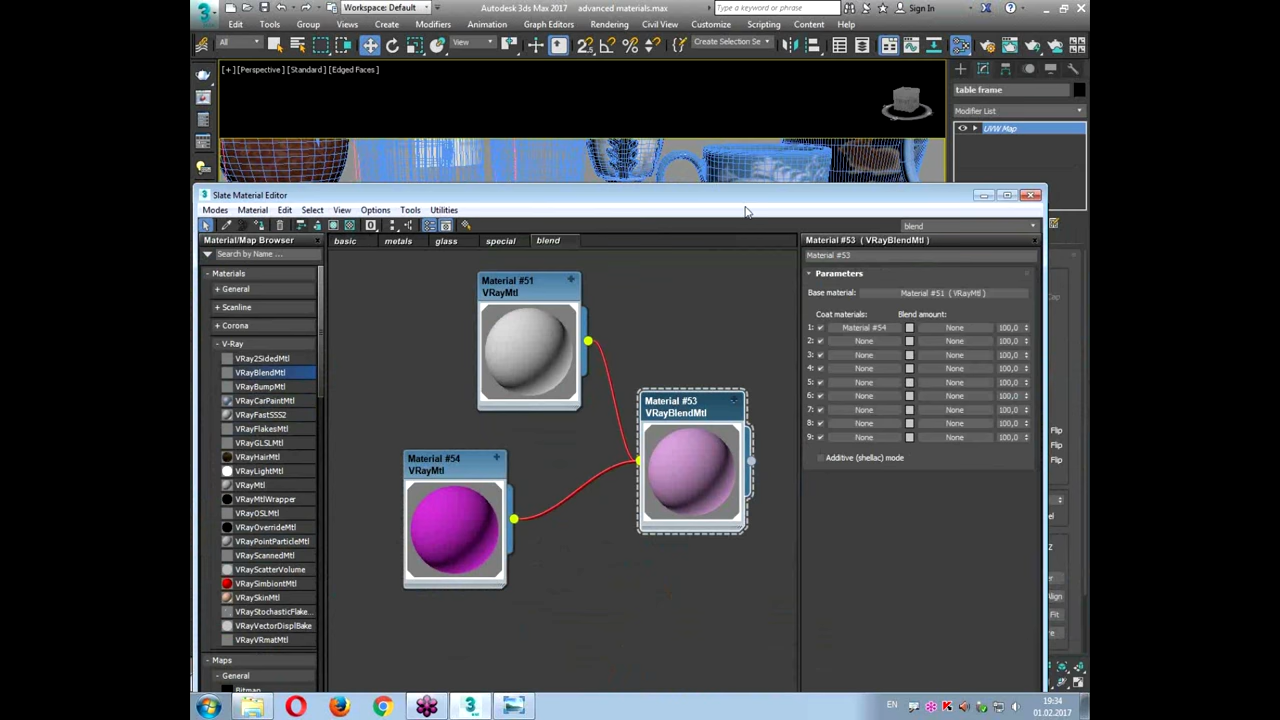 Workspace: Default
Autodesk 3ds Max 2017
advanced materials.max
Type a keyword or phrase
Sign In
Edit
Tools
Group
Views
Create
Modifiers
Animation
Graph Editors
Rendering
Civil View
Customize
Scripting
Content
Help
All
View
Create Selection Se
[+] [Perspective] [Standard] [Edged Faces]
table frame
Modifier List
UVW Map
Slate Material Editor
Modes
Material
Edit
Select
View
Options
Tools
Utilities
blend
Material/Map Browser
Search by Name ...
Materials
+ General
+ Scanline
+ Corona
- V-Ray
VRay2SidedMtl
VRayBlendMtl
VRayBumpMtl
VRayCarPaintMtl
VRayFastSSS2
VRayFlakesMtl
VRayGLSLMtl
VRayHairMtl
VRayLightMtl
VRayMtl
VRayMtlWrapper
VRayOSLMtl
VRayOverrideMtl
VRayPointParticleMtl
VRayScannedMtl
VRayScatterVolume
VRaySimbiontMtl
VRaySkinMtl
VRayStochasticFlake...
VRayVectorDisplBake
VRayVRmatMtl
- Maps
- General
Bitmap
basic
metals
glass
special
blend
Material #51
VRayMtl
Material #54
VRayMtl
Material #53
VRayBlendMtl
Material #53 ( VRayBlendMtl )
Material #53
Parameters
Base material:
Material #51 ( VRayMtl )
Coat materials:
Blend amount:
1:
Material #54
None
100,0
2:
None
None
100,0
3:
None
None
100,0
4:
None
None
100,0
5:
None
None
100,0
6:
None
None
100,0
7:
None
None
100,0
8:
None
None
100,0
9:
None
None
100,0
Additive (shellac) mode
Flip
Flip
Flip
Fit
EN
19:34
01.02.2017